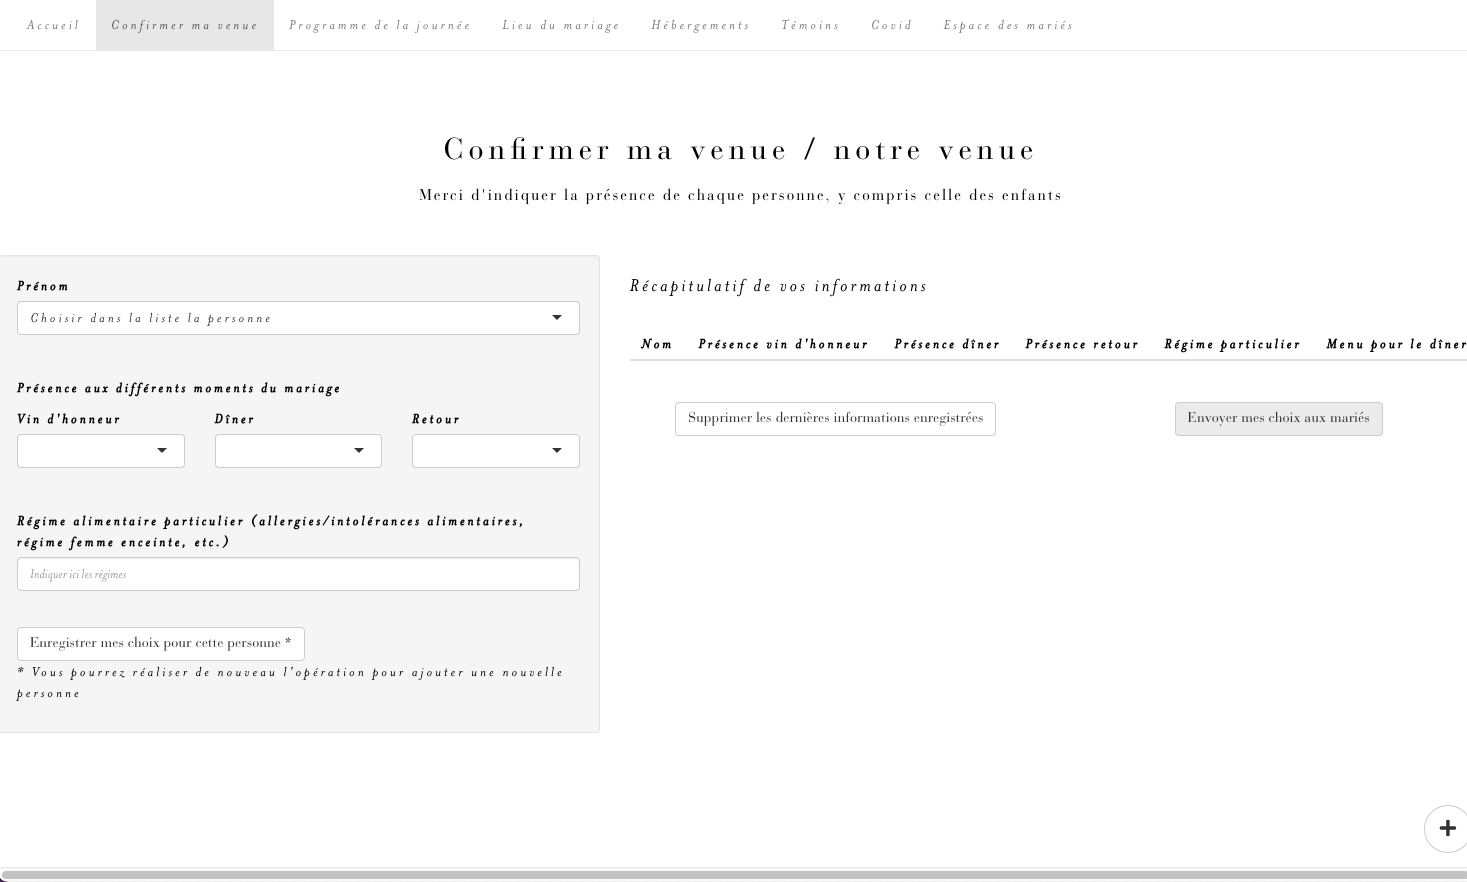 Accueil Confirmer ma venue Programme de la journée Lieu du mariage Hébergements Témoins Covid Espace des mariés
Confirmer ma venue / notre venue
Merci d'indiquer la présence de chaque personne, y compris celle des enfants
Prénom
Choisir dans la liste la personne
Présence aux différents moments du mariage
Vin d'honneur Dîner Retour
Régime alimentaire particulier (allergies/intolérances alimentaires,
régime femme enceinte, etc.)
Indiquer ici les régimes
Enregistrer mes choix pour cette personne *
* Vous pourrez réaliser de nouveau l'opération pour ajouter une nouvelle
personne
Récapitulatif de vos informations
Nom Présence vin d'honneur Présence dîner Présence retour Régime particulier Menu pour le dîner
Supprimer les dernières informations enregistrées Envoyer mes choix aux mariés